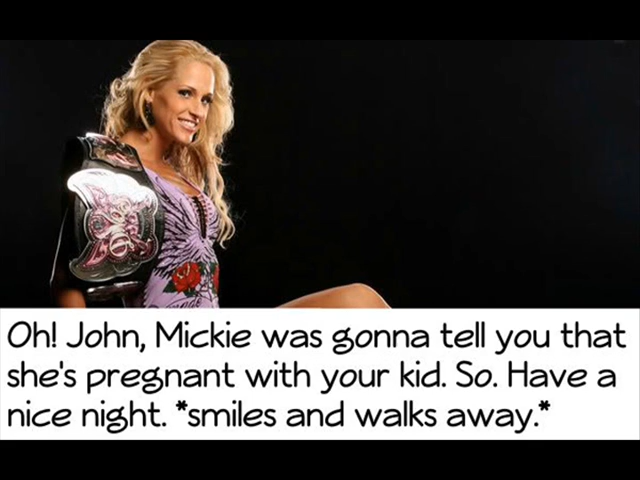 Oh! John, Mickie was gonna tell you that
she's pregnant with your kid. So. Have a
nice night. *smiles and walks away.*